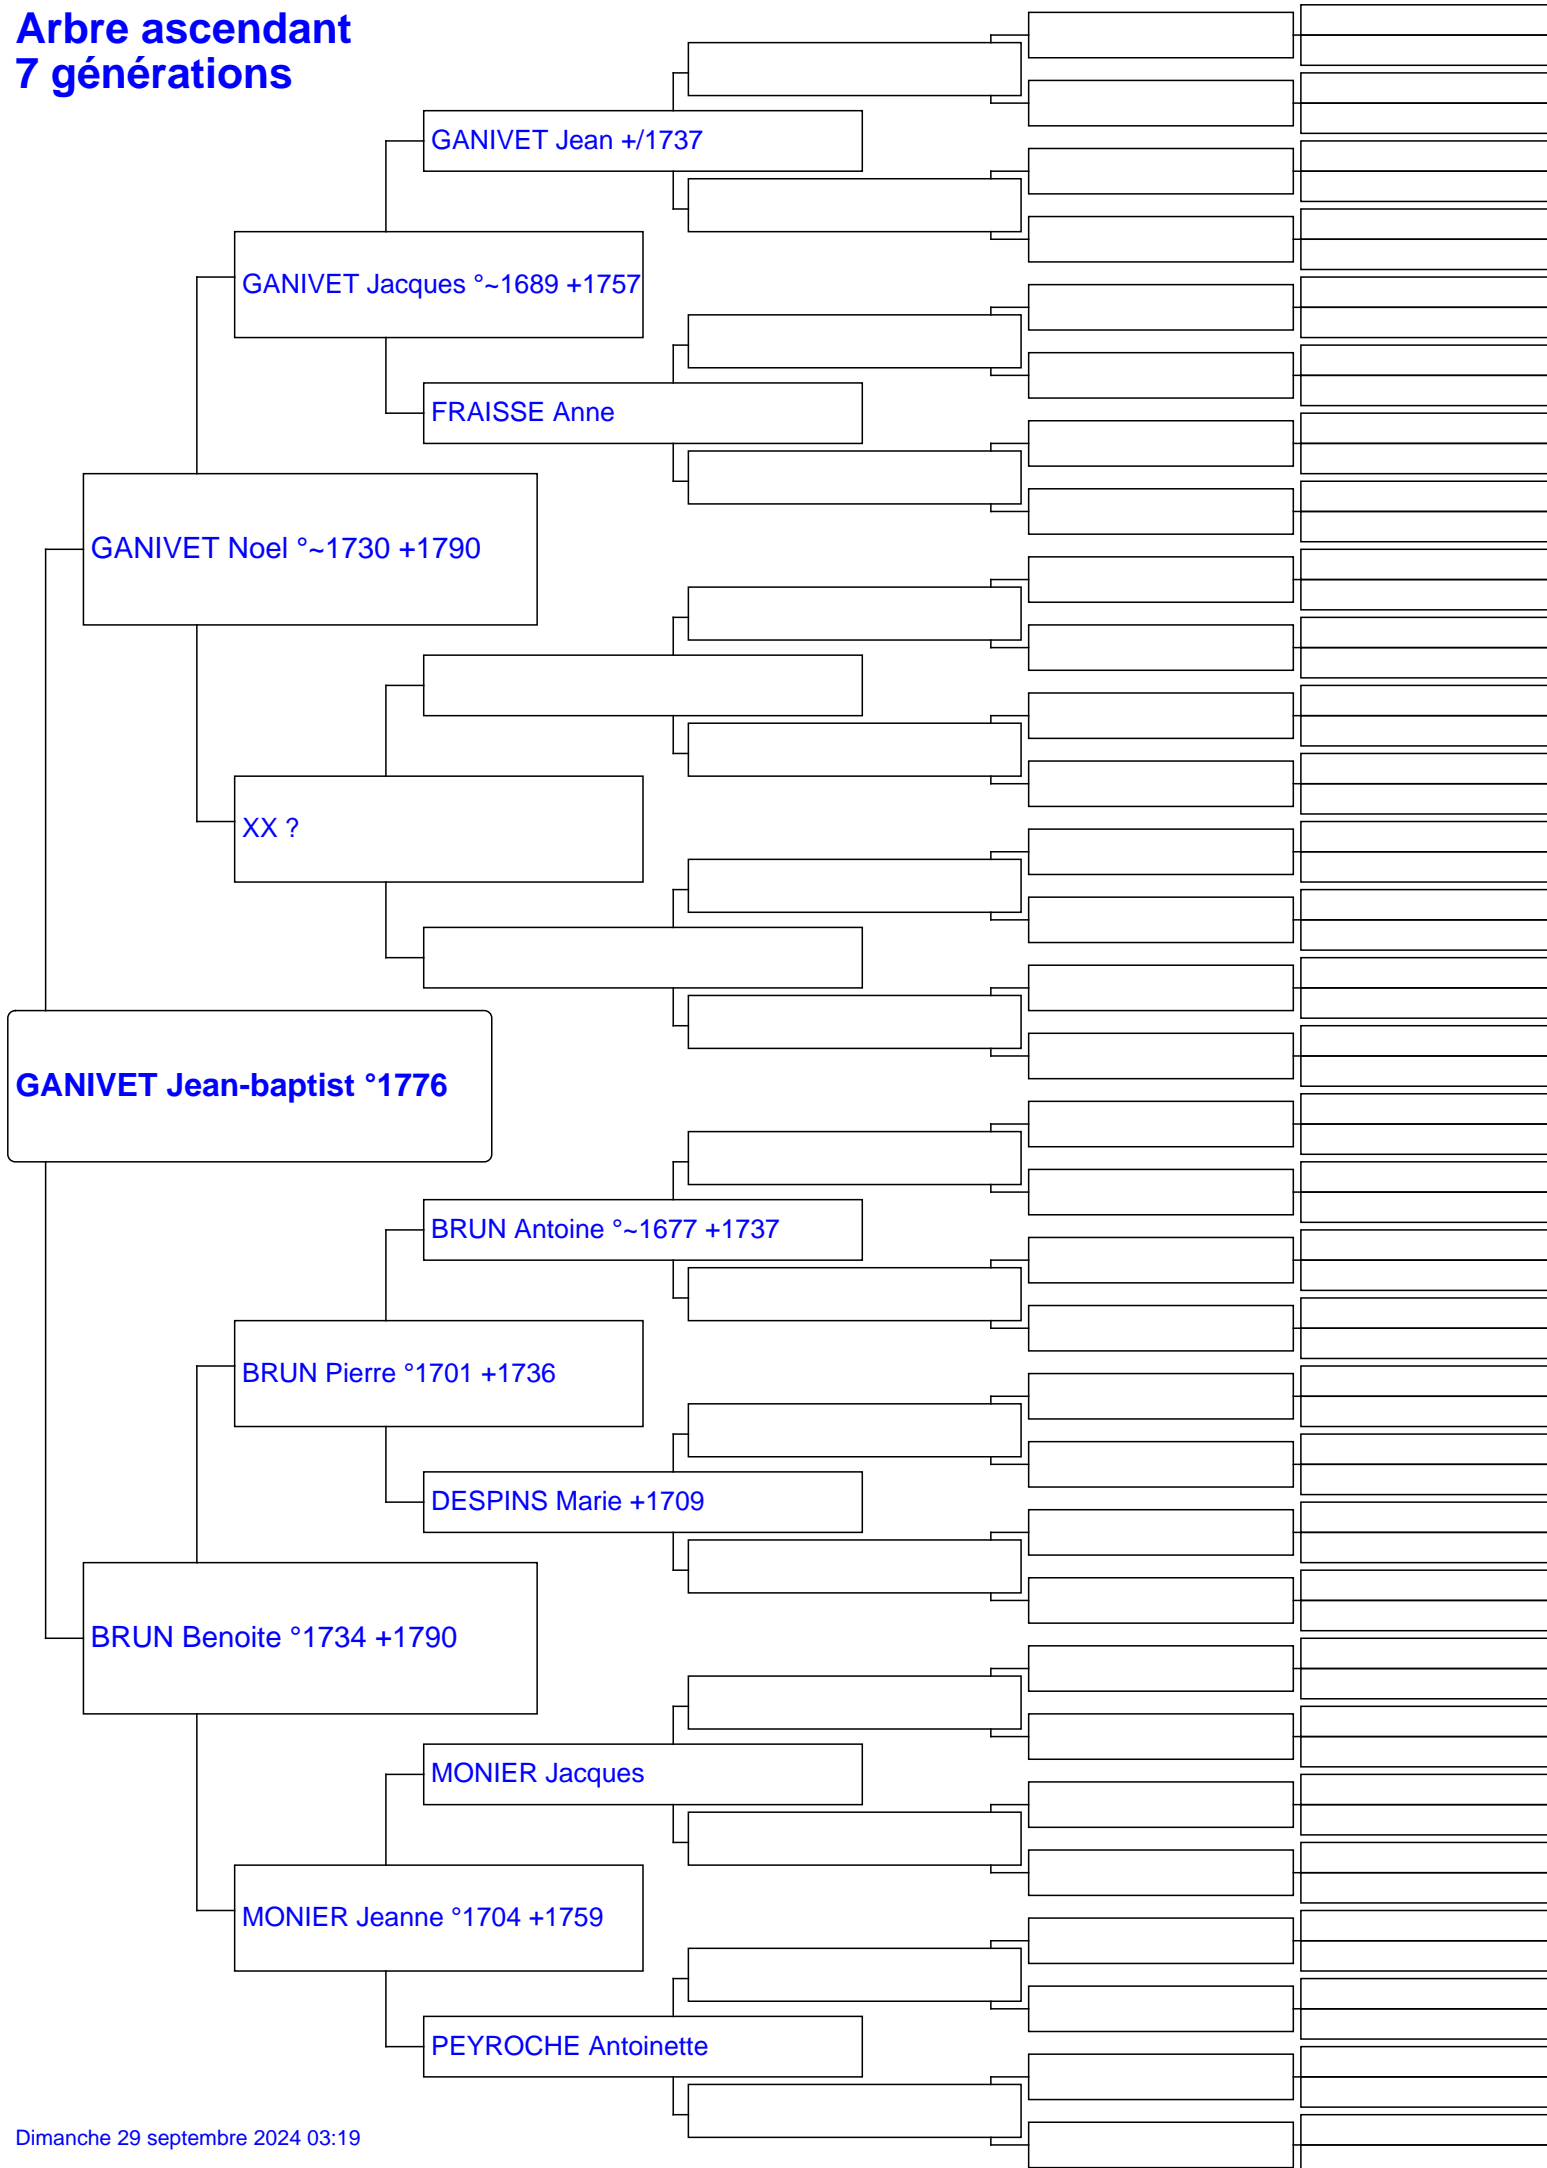 Arbre ascendant
7 générations
GANIVET Jean +/1737
GANIVET Jacques °~1689 +1757
FRAISSE Anne
GANIVET Noel °~1730 +1790
XX ?
GANIVET Jean-baptist °1776
BRUN Antoine °~1677 +1737
BRUN Pierre °1701 +1736
DESPINS Marie +1709
BRUN Benoite °1734 +1790
MONIER Jacques
MONIER Jeanne °1704 +1759
PEYROCHE Antoinette
Dimanche 29 septembre 2024 03:19